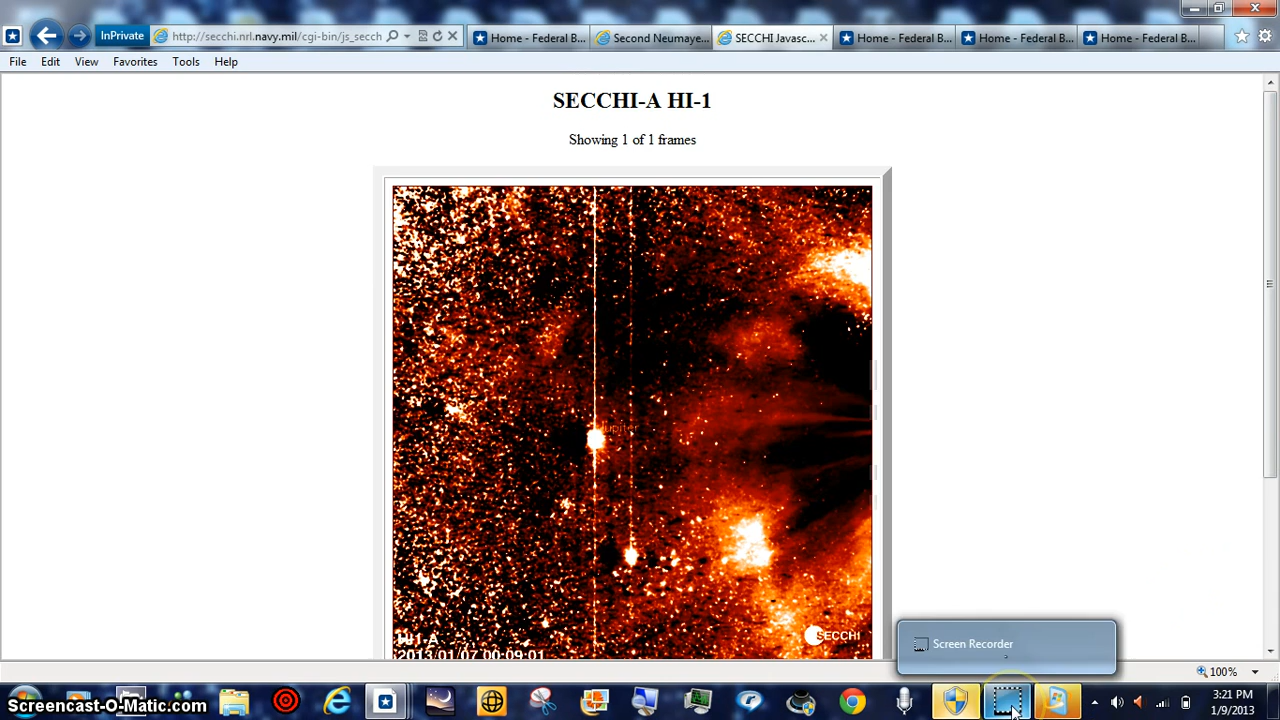 InPrivate
http://secchi.nrl.navy.mil/cgi-bin/js_secch
Home - Federal B...
Second Neumaye...
SECCHI Javasc...
Home - Federal B...
Home - Federal B...
Home - Federal B...
File Edit View Favorites Tools Help
SECCHI-A HI-1
Showing 1 of 1 frames
Jupiter
SECCHI
HI1-A
2013/01/07 00:09:01
Screen Recorder
100%
Screencast-O-Matic.com
3:21 PM
1/9/2013